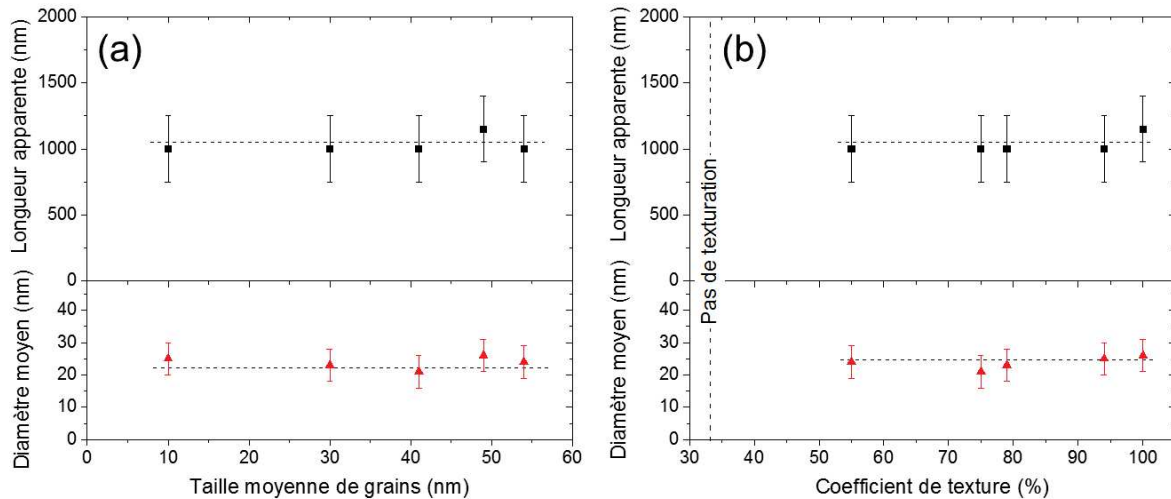 (a)
Longueur apparente (nm)
2000
1500
1000
500
0
Diamètre moyen (nm)
40
30
20
10
0
0 10 20 30 40 50 60
Taille moyenne de grains (nm)
(b)
Longueur apparente (nm)
2000
1500
1000
500
0
Pas de texturation
Diamètre moyen (nm)
40
30
20
10
0
30 40 50 60 70 80 90 100
Coefficient de texture (%)